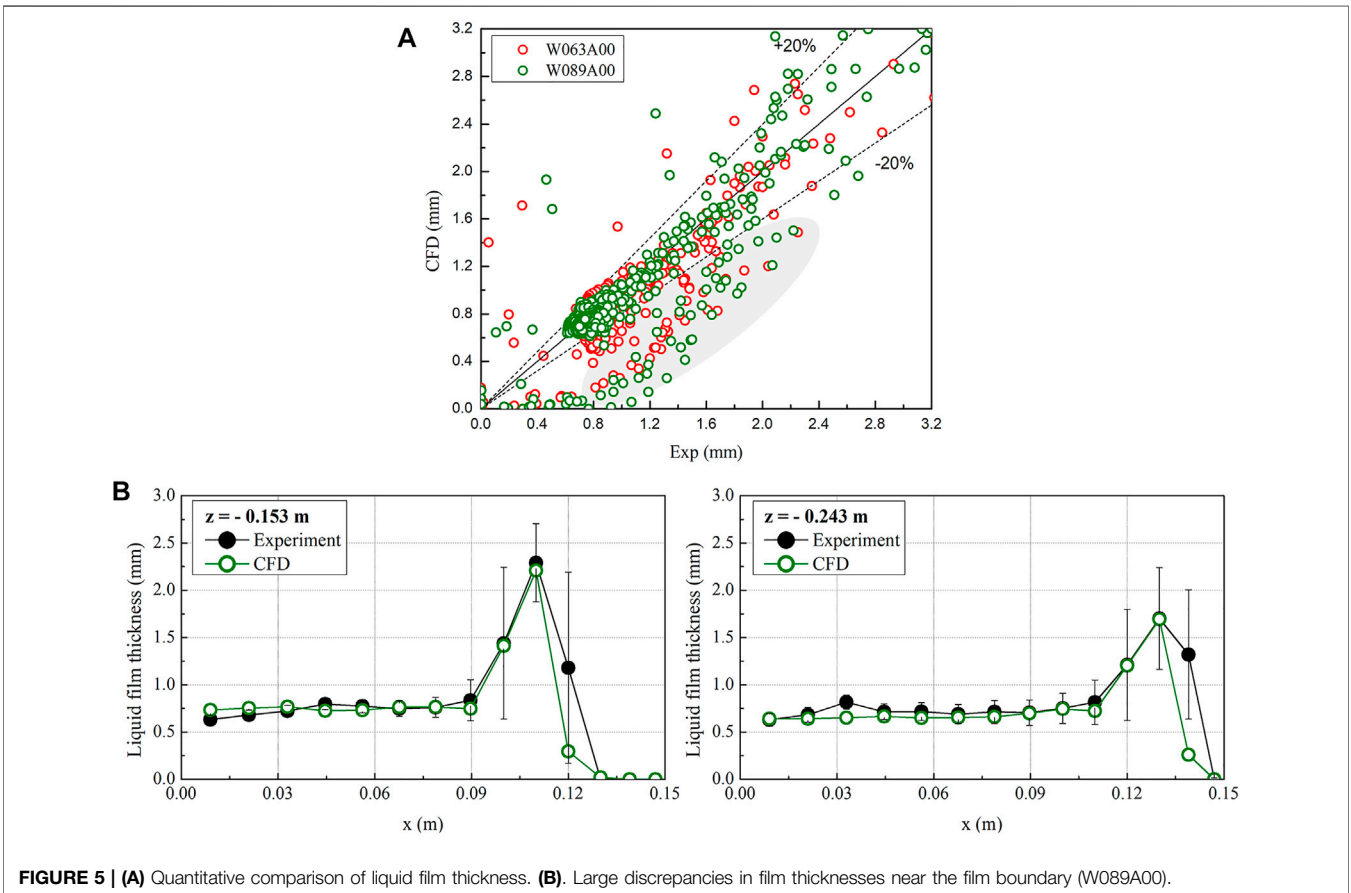 A
3.2
2.8
2.4
2.0
1.6
1.2
0.8
0.4
0.0
CFD (mm)
W063A00
W089A00
+20%
-20%
0.0 0.4 0.8 1.2 1.6 2.0 2.4 2.8 3.2
Exp (mm)
B
3.0
2.5
2.0
1.5
1.0
0.5
0.0
Liquid film thickness (mm)
z = - 0.153 m
Experiment
CFD
0.00 0.03 0.06 0.09 0.12 0.15
x (m)
3.0
2.5
2.0
1.5
1.0
0.5
0.0
Liquid film thickness (mm)
z = - 0.243 m
Experiment
CFD
0.00 0.03 0.06 0.09 0.12 0.15
x (m)
FIGURE 5 | (A) Quantitative comparison of liquid film thickness. (B). Large discrepancies in film thicknesses near the film boundary (W089A00).